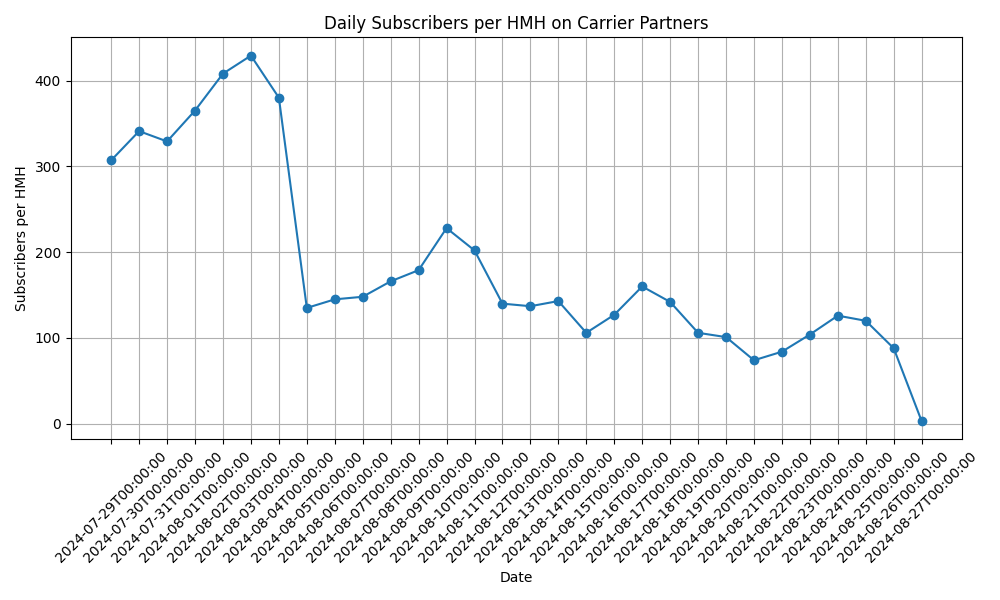 Daily Subscribers per HMH on Carrier Partners
Subscribers per HMH
400
300
200
100
0
2024-07-29T00:00:00
2024-07-30T00:00:00
2024-07-31T00:00:00
2024-08-01T00:00:00
2024-08-02T00:00:00
2024-08-03T00:00:00
2024-08-04T00:00:00
2024-08-05T00:00:00
2024-08-06T00:00:00
2024-08-07T00:00:00
2024-08-08T00:00:00
2024-08-09T00:00:00
2024-08-10T00:00:00
2024-08-11T00:00:00
2024-08-12T00:00:00
2024-08-13T00:00:00
2024-08-14T00:00:00
2024-08-15T00:00:00
2024-08-16T00:00:00
2024-08-17T00:00:00
2024-08-18T00:00:00
2024-08-19T00:00:00
2024-08-20T00:00:00
2024-08-21T00:00:00
2024-08-22T00:00:00
2024-08-23T00:00:00
2024-08-24T00:00:00
2024-08-25T00:00:00
2024-08-26T00:00:00
2024-08-27T00:00:00
Date